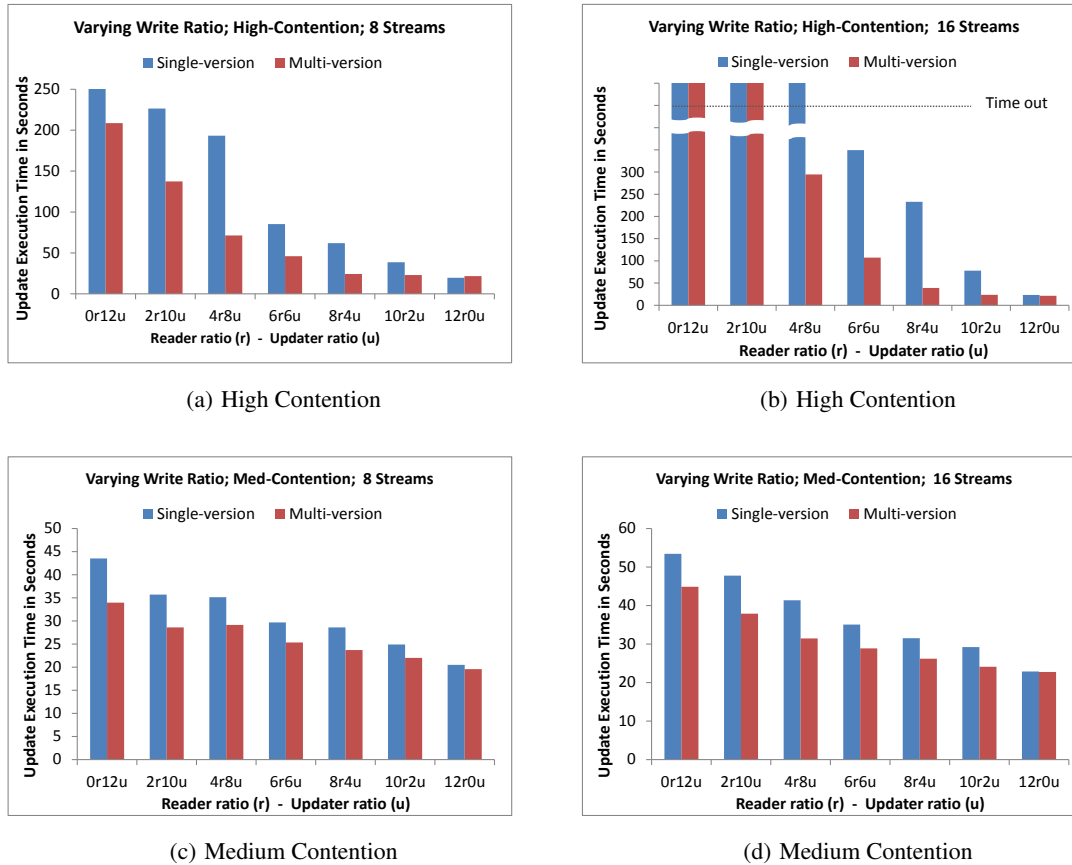 Varying Write Ratio; High-Contention; 8 Streams
Single-version Multi-version
Update Execution Time in Seconds
250
200
150
100
50
0
0r12u 2r10u 4r8u 6r6u 8r4u 10r2u 12r0u
Reader ratio (r) - Updater ratio (u)
(a) High Contention
Varying Write Ratio; High-Contention; 16 Streams
Single-version Multi-version
Update Execution Time in Seconds
Time out
300
250
200
150
100
50
0
0r12u 2r10u 4r8u 6r6u 8r4u 10r2u 12r0u
Reader ratio (r) - Updater ratio (u)
(b) High Contention
Varying Write Ratio; Med-Contention; 8 Streams
Single-version Multi-version
Update Execution Time in Seconds
50
45
40
35
30
25
20
15
10
5
0
0r12u 2r10u 4r8u 6r6u 8r4u 10r2u 12r0u
Reader ratio (r) - Updater ratio (u)
(c) Medium Contention
Varying Write Ratio; Med-Contention; 16 Streams
Single-version Multi-version
Update Execution Time in Seconds
60
50
40
30
20
10
0
0r12u 2r10u 4r8u 6r6u 8r4u 10r2u 12r0u
Reader ratio (r) - Updater ratio (u)
(d) Medium Contention